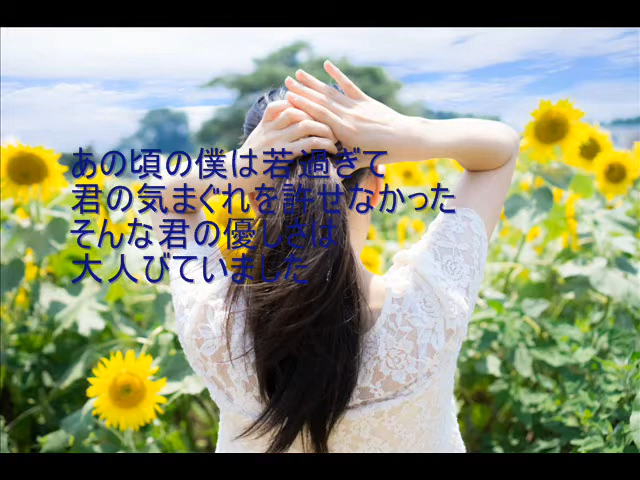 あの頃の僕は若過ぎて
君の気まぐれを許せなかった
そんな君の優しさは
大人びていました